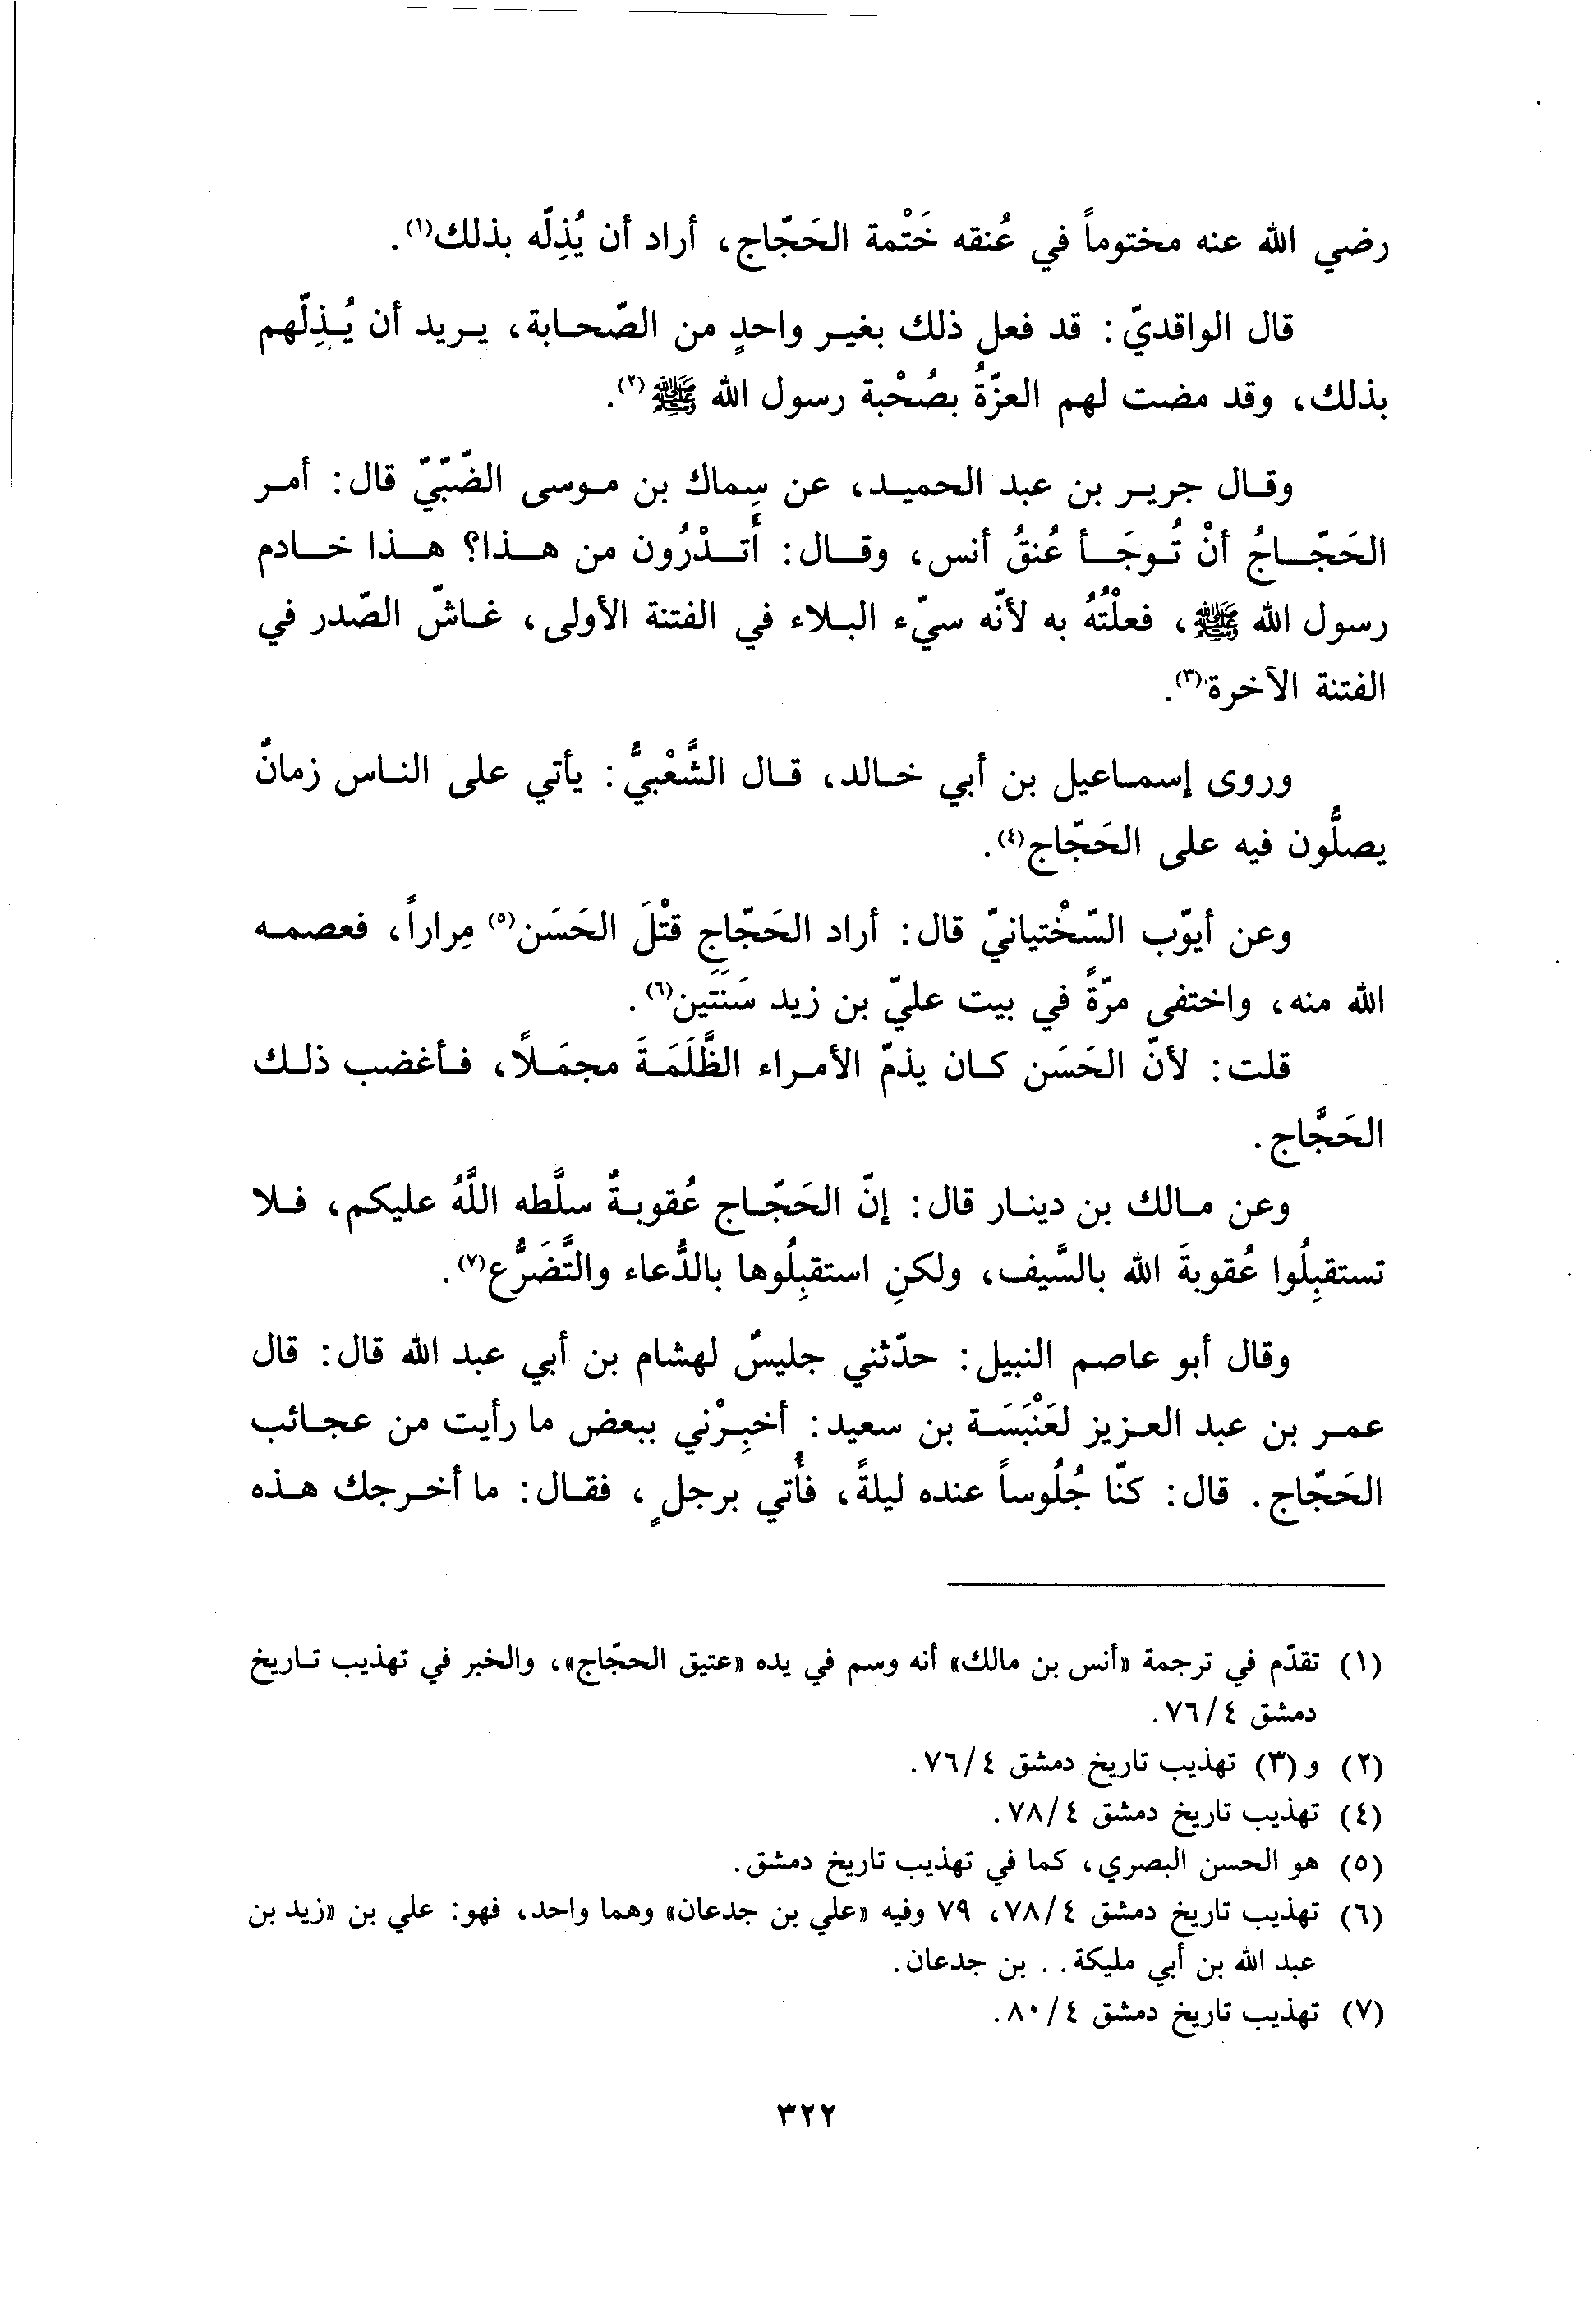 رضي الله عنه مختوماً في عُنقه خَتْمة الحَجّاج، أراد أن يُذِلّه بذلك(١).
قال الواقديّ: قد فعل ذلك بغير واحدٍ من الصّحابة، يريد أن يُذِلّهم
بذلك، وقد مضت لهم العزّةُ بصُحْبة رسول الله ﷺ(٢).
وقال جرير بن عبد الحميد، عن سِماك بن موسى الضّبّيّ قال: أمر
الحَجّاجُ أنْ تُوجَأ عُنقُ أنس، وقال: أَتدْرُون من هذا؟ هذا خادم
رسول الله ﷺ، فعلْتُهُ به لأنّه سيّء البلاء في الفتنة الأولى، غاشّ الصّدر في
الفتنة الآخرة(٣).
وروى إسماعيل بن أبي خالد، قال الشَّعْبيُّ: يأتي على الناس زمانٌ
يصلُّون فيه على الحَجّاج(٤).
وعن أيوّب السّخْتيانيّ قال: أراد الحَجّاجِ قتْلَ الحَسَن(٥) مِراراً، فعصمه
الله منه، واختفى مرّةً في بيت عليّ بن زيد سَنَتَين(٦).
قلت: لأنّ الحَسَن كان يذمّ الأمراء الظَّلَمَةَ مجمَلاً، فأغضب ذلك
الحَجَّاج.
وعن مالك بن دينار قال: إنّ الحَجّاج عُقوبةٌ سلَّطه اللَّهُ عليكم، فلا
تستقبِلُوا عُقوبةَ الله بالسَّيف، ولكنِ استقبِلُوها بالدُّعاء والتَّضَرُّع(٧).
وقال أبو عاصم النبيل: حدّثني جليسٌ لهشام بن أبي عبد الله قال: قال
عمر بن عبد العزيز لعَنْبَسَة بن سعيد: أخبِرْني ببعض ما رأيت من عجائب
الحَجّاج. قال: كنّا جُلُوساً عنده ليلةً، فأُتي برجلٍ، فقال: ما أخرجك هذه
(١) تقدّم في ترجمة «أنس بن مالك» أنه وسم في يده «عتيق الحجّاج»، والخبر في تهذيب تاريخ
دمشق ٤/٧٦.
(٢) و(٣) تهذيب تاريخ دمشق ٤/٧٦.
(٤) تهذيب تاريخ دمشق ٤/٧٨.
(٥) هو الحسن البصري، كما في تهذيب تاريخ دمشق.
(٦) تهذيب تاريخ دمشق ٤/٧٨، ٧٩ وفيه «علي بن جدعان» وهما واحد، فهو: علي بن «زيد بن
عبد الله بن أبي مليكة.. بن جدعان.
(٧) تهذيب تاريخ دمشق ٤/٨٠.
٣٢٢